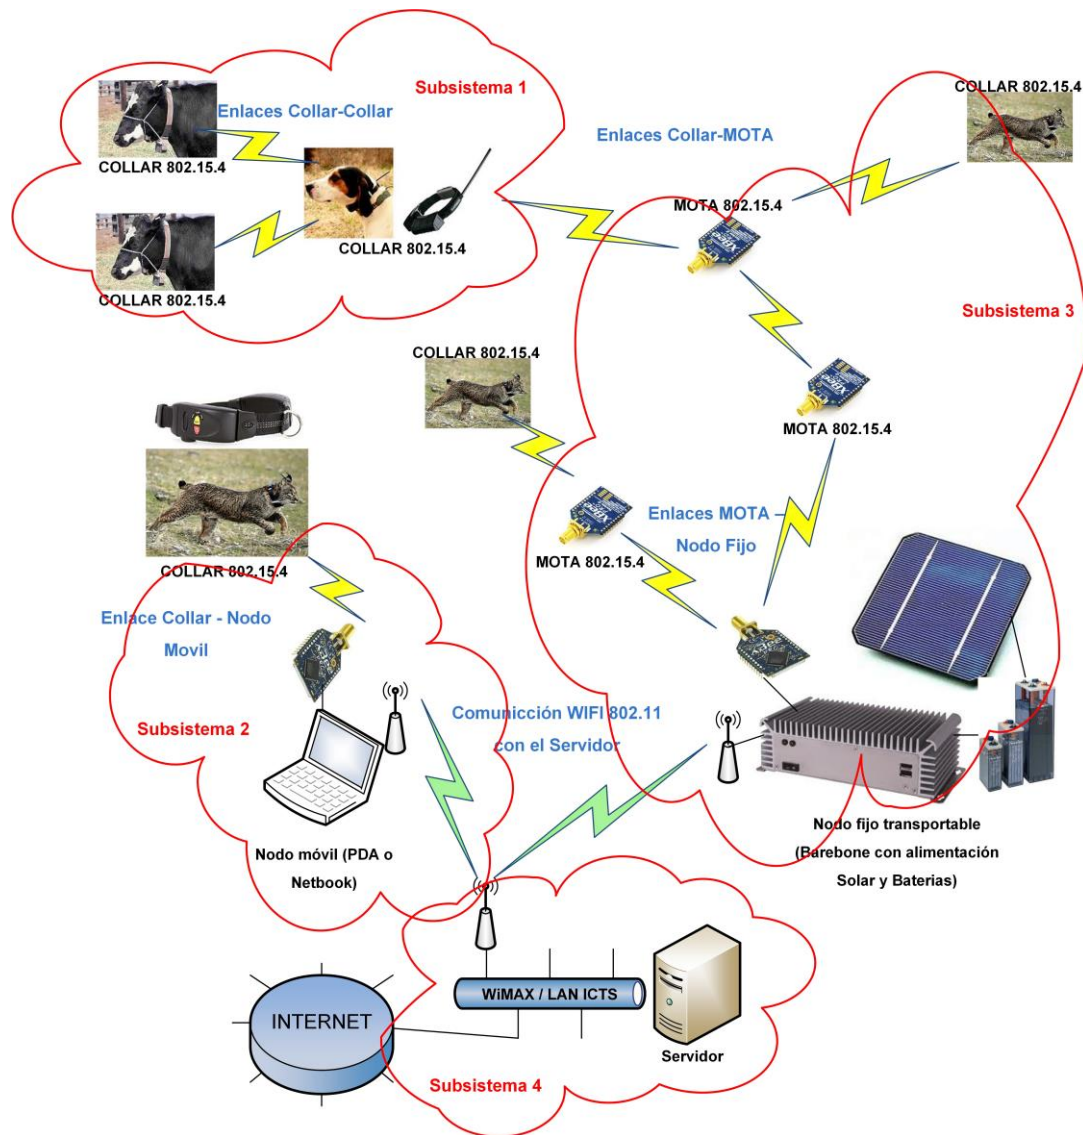 Subsistema 1
Enlaces Collar-Collar
COLLAR 802.15.4
COLLAR 802.15.4
COLLAR 802.15.4
Enlaces Collar-MOTA
COLLAR 802.15.4
MOTA 802.15.4
XBee
Subsistema 3
XBee
MOTA 802.15.4
COLLAR 802.15.4
XBee
MOTA 802.15.4
Enlaces MOTA –
Nodo Fijo
COLLAR 802.15.4
Enlace Collar - Nodo
Movil
Subsistema 2
Comunicción WIFI 802.11
con el Servidor
Nodo móvil (PDA o
Netbook)
Nodo fijo transportable
(Barebone con alimentación
Solar y Baterias)
WiMAX / LAN ICTS
INTERNET
Servidor
Subsistema 4